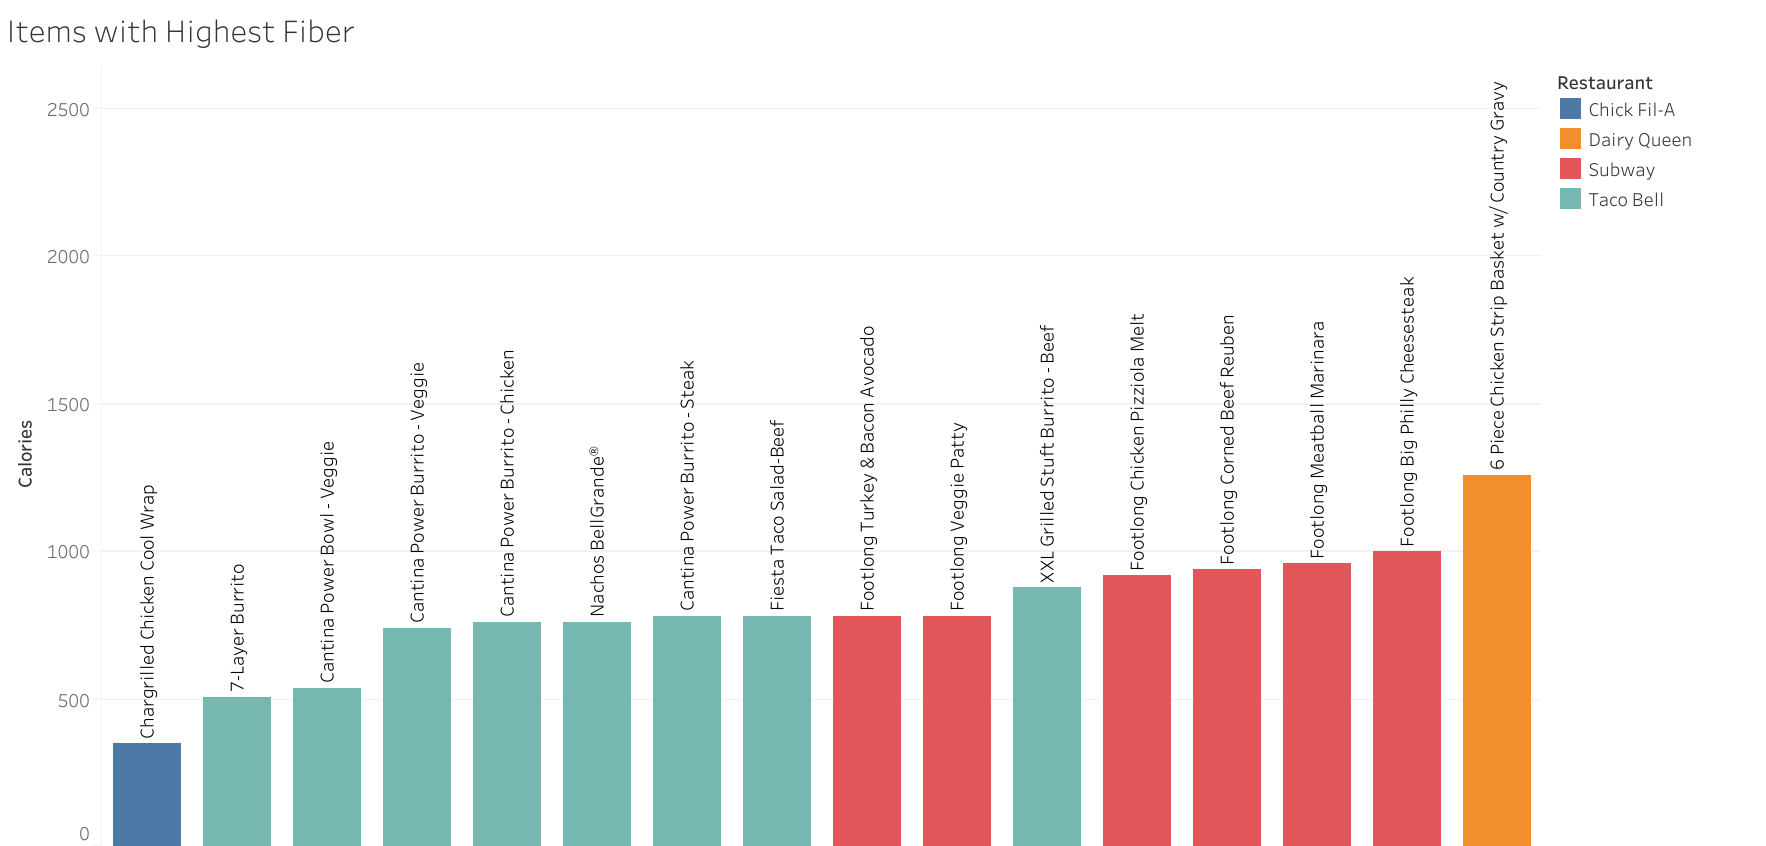 Items with Highest Fiber
Calories
2500
2000
1500
1000
500
0
Chargrilled Chicken Cool Wrap
7-Layer Burrito
Cantina Power Bowl - Veggie
Cantina Power Burrito - Veggie
Cantina Power Burrito - Chicken
Nachos BellGrande®
Cantina Power Burrito - Steak
Fiesta Taco Salad-Beef
Footlong Turkey & Bacon Avocado
Footlong Veggie Patty
XXL Grilled Stuft Burrito - Beef
Footlong Chicken Pizziola Melt
Footlong Corned Beef Reuben
Footlong Meatball Marinara
Footlong Big Philly Cheesesteak
6 Piece Chicken Strip Basket w/ Country Gravy
Restaurant
Chick Fil-A
Dairy Queen
Subway
Taco Bell